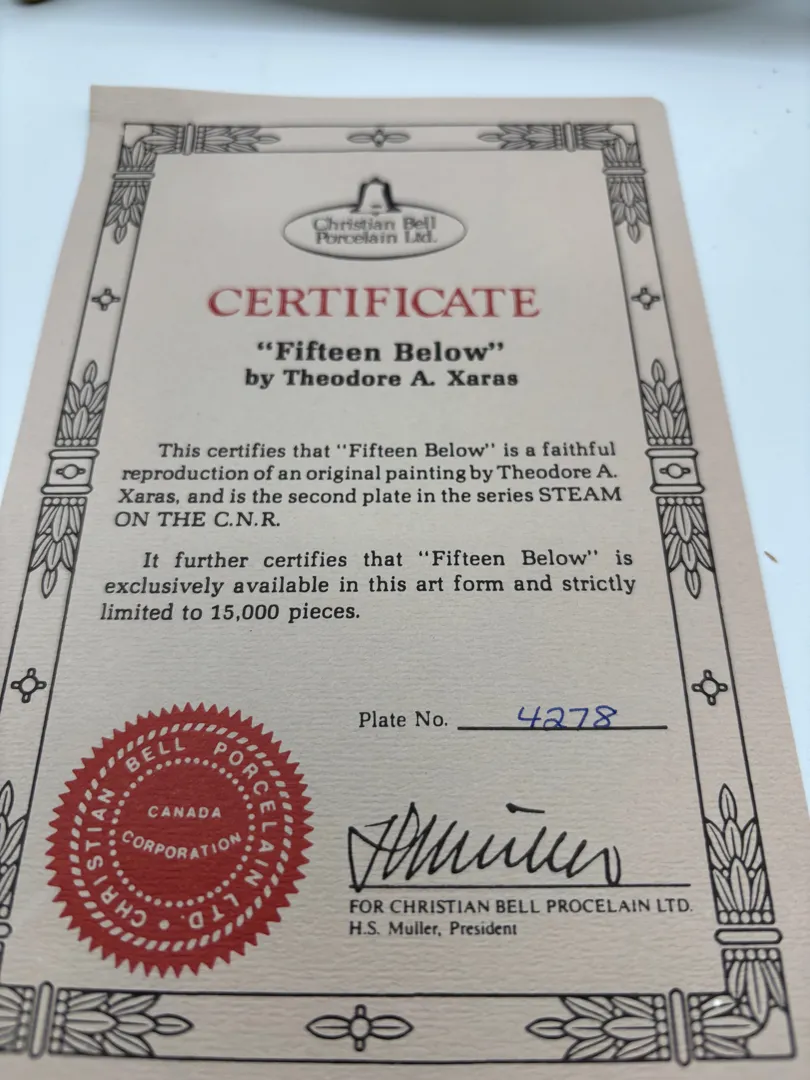 Christian Bell
Porcelain Ltd.
CERTIFICATE
“Fifteen Below”
by Theodore A. Xaras
This certifies that “Fifteen Below” is a faithful
reproduction of an original painting by Theodore A.
Xaras, and is the second plate in the series STEAM
ON THE C.N.R.
It further certifies that “Fifteen Below” is
exclusively available in this art form and strictly
limited to 15,000 pieces.
Plate No. 4278
CHRISTIAN BELL PORCELAIN LTD.
CANADA
CORPORATION
HSMuller
FOR CHRISTIAN BELL PROCELAIN LTD.
H.S. Muller, President